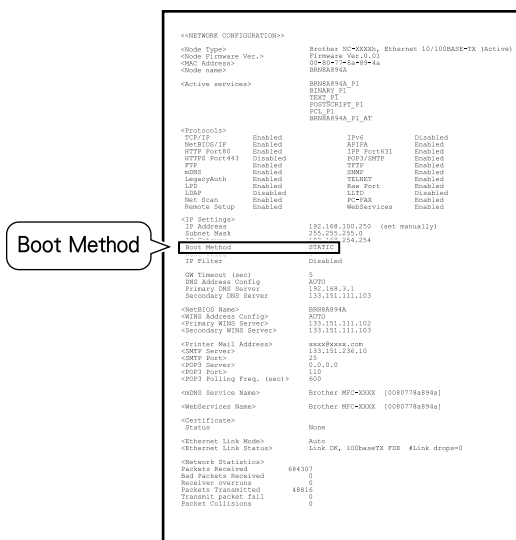 <<NETWORK CONFIGURATION>>
<Node Type> Brother NC-XXXXh, Ethernet 10/100BASE-TX (Active)
<Node Firmware Ver.> Firmware Ver.0.01
<MAC Address> 00-80-77-8a-89-4a
<Node name> BRN8A894A
<Active services> BRN8A894A_P1
BINARY_P1
TEXT_P1
POSTSCRIPT_P1
PCL_P1
BRN8A894A_P1_AT
<Protocols>
TCP/IP Enabled IPv6 Disabled
NetBIOS/IP Enabled APIPA Enabled
HTTP Port80 Enabled IPP Port631 Enabled
HTTPS Port443 Disabled POP3/SMTP Enabled
FTP Enabled TFTP Enabled
mDNS Enabled SNMP Enabled
LegacyAuth Enabled TELNET Enabled
LPD Enabled Raw Port Enabled
LDAP Disabled LLTD Disabled
Net Scan Enabled PC-FAX Enabled
Remote Setup Enabled WebServices Enabled
<IP Settings>
IP Address 192.168.100.250 (set manually)
Subnet Mask 255.255.255.0
192.168.254.254
Boot Method
Boot Method STATIC
IP Filter Disabled
GW Timeout (sec) 5
DNS Address Config AUTO
Primary DNS Server 192.168.3.1
Secondary DNS Server 133.151.111.103
<NetBIOS Name> BRN8A894A
<WINS Address Config> AUTO
<Primary WINS Server> 133.151.111.102
<Secondary WINS Server> 133.151.111.103
<Printer Mail Address> xxxx@xxxx.com
<SMTP Server> 133.151.236.10
<SMTP Port> 25
<POP3 Server> 0.0.0.0
<POP3 Port> 110
<POP3 Polling Freq. (sec)> 600
<mDNS Service Name> Brother MFC-XXXX [0080778a894a]
<WebServices Name> Brother MFC-XXXX [0080778a894a]
<Certificate>
Status None
<Ethernet Link Mode> Auto
<Ethernet Link Status> Link OK, 100baseTX FDX #Link drops=0
<Network Statistics>
Packets Received 684307
Bad Packets Received 0
Receiver overruns 0
Packets Transmitted 48816
Transmit packet fail 0
Packet Collisions 0